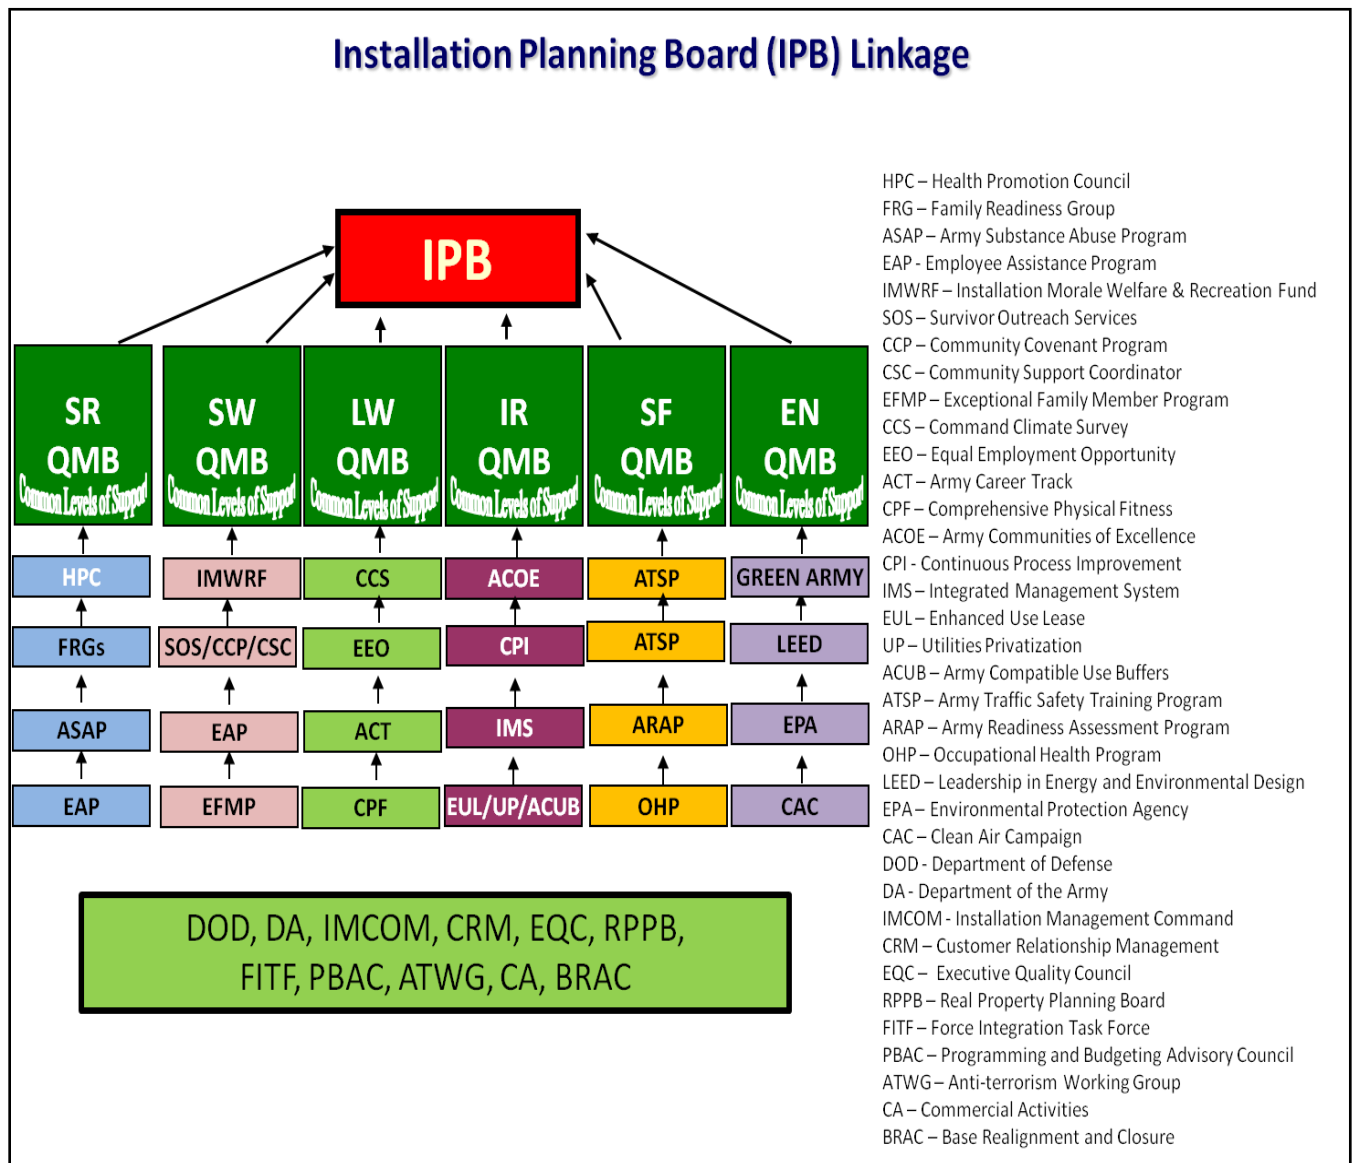 Installation Planning Board (IPB) Linkage
IPB
SR
QMB
Common Levels of Support
SW
QMB
Common Levels of Support
LW
QMB
Common Levels of Support
IR
QMB
Common Levels of Support
SF
QMB
Common Levels of Support
EN
QMB
Common Levels of Support
HPC
IMWRF
CCS
ACOE
ATSP
GREEN ARMY
FRGs
SOS/CCP/CSC
EEO
CPI
ATSP
LEED
ASAP
EAP
ACT
IMS
ARAP
EPA
EAP
EFMP
CPF
EUL/UP/ACUB
OHP
CAC
DOD, DA, IMCOM, CRM, EQC, RPPB,
FITF, PBAC, ATWG, CA, BRAC
HPC – Health Promotion Council
FRG – Family Readiness Group
ASAP – Army Substance Abuse Program
EAP - Employee Assistance Program
IMWRF – Installation Morale Welfare & Recreation Fund
SOS – Survivor Outreach Services
CCP – Community Covenant Program
CSC – Community Support Coordinator
EFMP – Exceptional Family Member Program
CCS – Command Climate Survey
EEO – Equal Employment Opportunity
ACT – Army Career Track
CPF – Comprehensive Physical Fitness
ACOE – Army Communities of Excellence
CPI - Continuous Process Improvement
IMS – Integrated Management System
EUL – Enhanced Use Lease
UP – Utilities Privatization
ACUB – Army Compatible Use Buffers
ATSP – Army Traffic Safety Training Program
ARAP – Army Readiness Assessment Program
OHP – Occupational Health Program
LEED – Leadership in Energy and Environmental Design
EPA – Environmental Protection Agency
CAC – Clean Air Campaign
DOD - Department of Defense
DA - Department of the Army
IMCOM - Installation Management Command
CRM – Customer Relationship Management
EQC – Executive Quality Council
RPPB – Real Property Planning Board
FITF – Force Integration Task Force
PBAC – Programming and Budgeting Advisory Council
ATWG – Anti-terrorism Working Group
CA – Commercial Activities
BRAC – Base Realignment and Closure